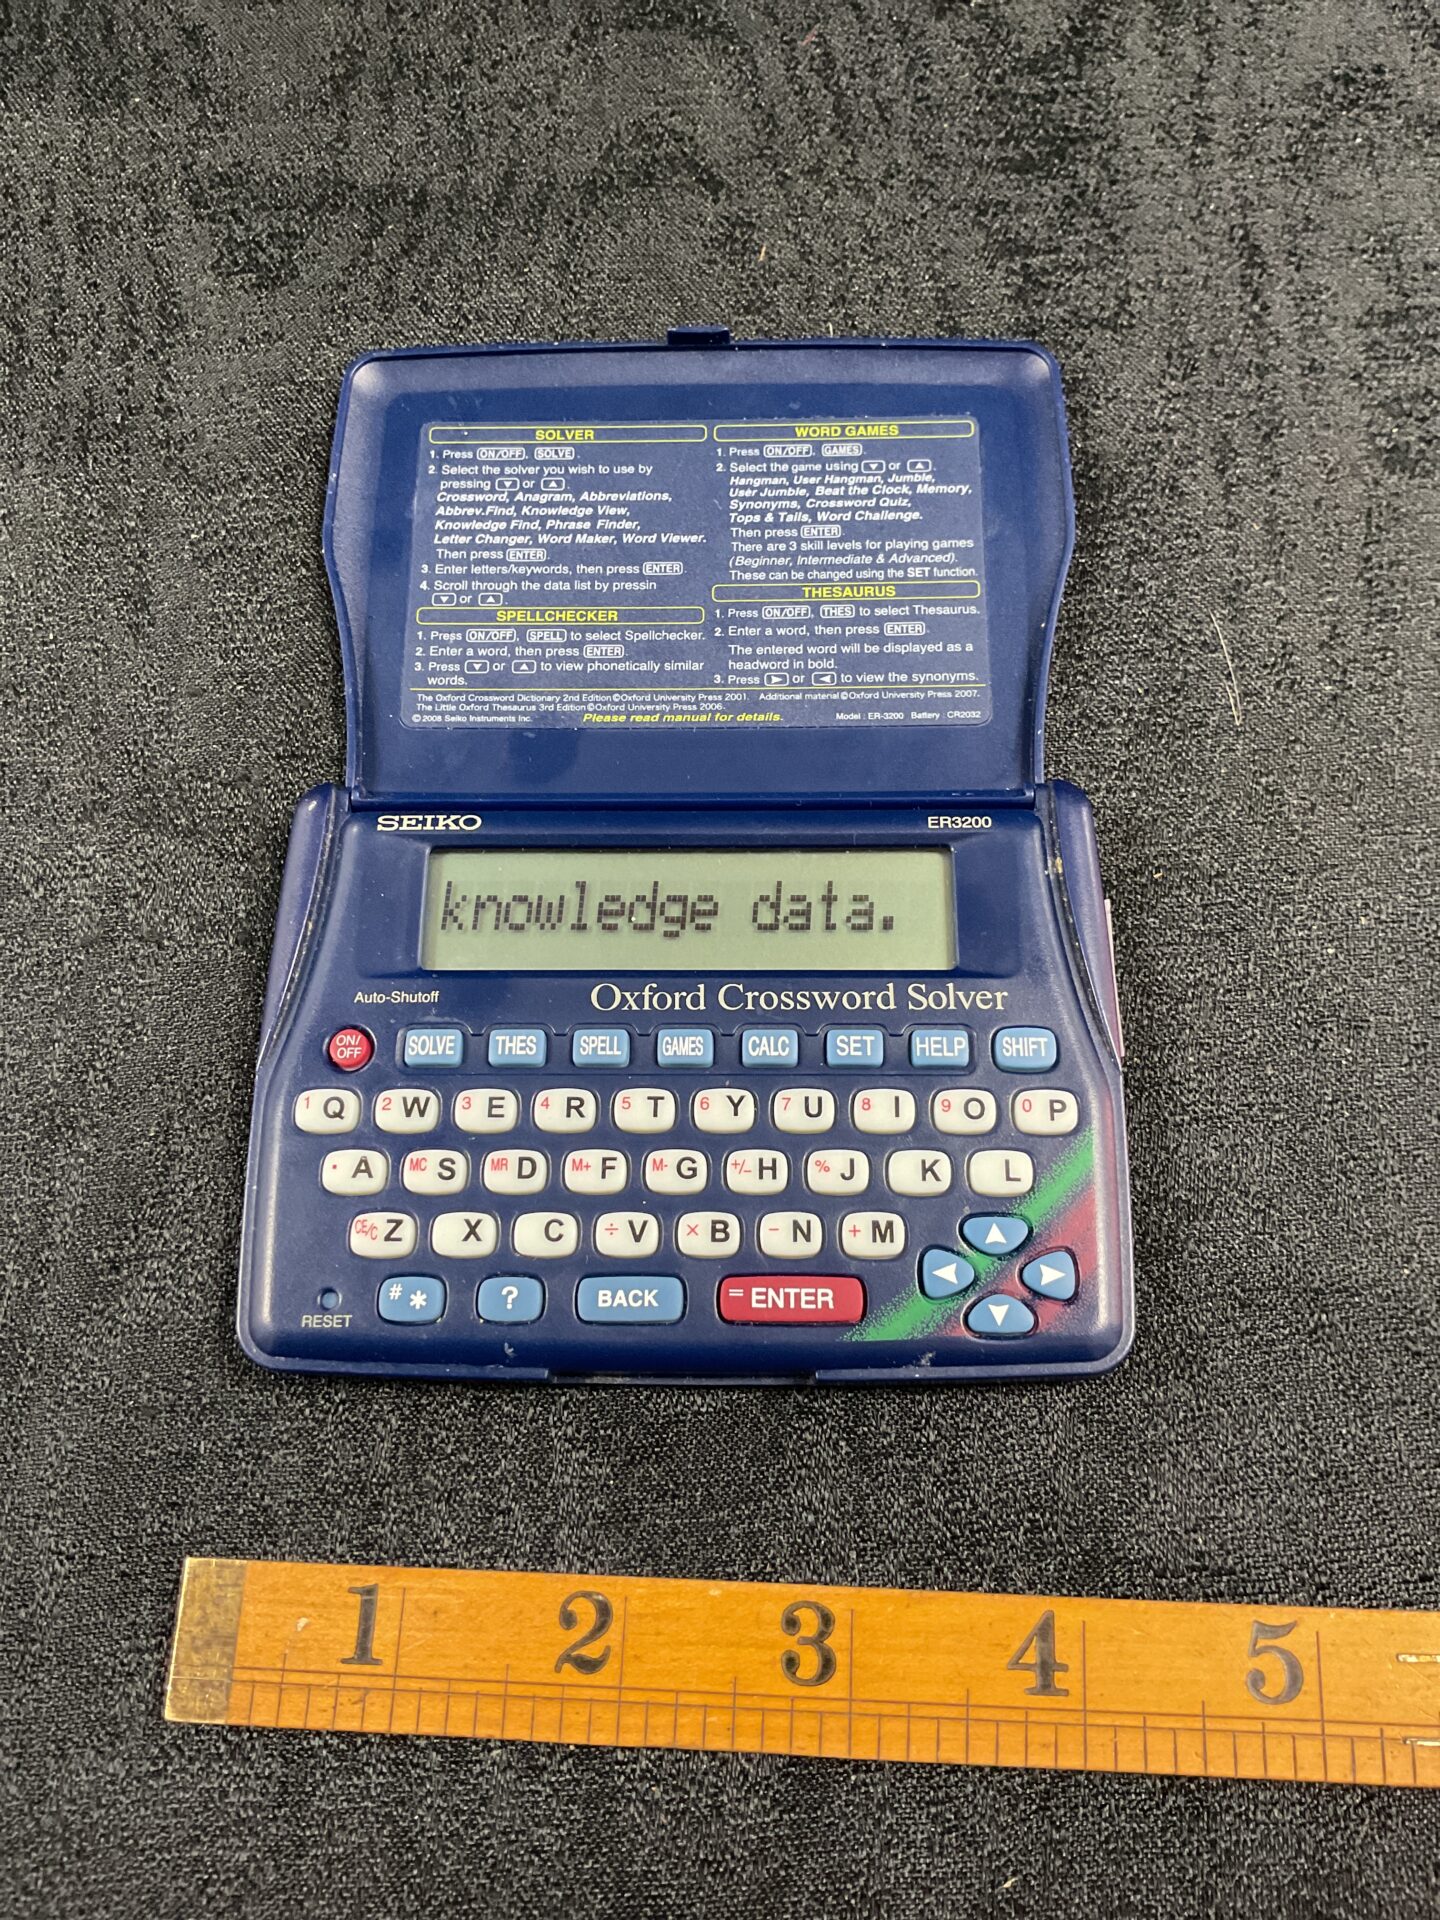 SOLVER
1. Press ON/OFF, SOLVE.
2. Select the solver you wish to use by
pressing ▼ or ▲.
Crossword, Anagram, Abbreviations,
Abbrev.Find, Knowledge View,
Knowledge Find, Phrase Finder,
Letter Changer, Word Maker, Word Viewer.
Then press ENTER.
3. Enter letters/keywords, then press ENTER.
4. Scroll through the data list by pressin
▼ or ▲.
SPELLCHECKER
1. Press ON/OFF, SPELL to select Spellchecker.
2. Enter a word, then press ENTER.
3. Press ▼ or ▲ to view phonetically similar
words.
WORD GAMES
1. Press ON/OFF, GAMES.
2. Select the game using ▼ or ▲.
Hangman, User Hangman, Jumble,
User Jumble, Beat the Clock, Memory,
Synonyms, Crossword Quiz,
Tops & Tails, Word Challenge.
Then press ENTER.
There are 3 skill levels for playing games
(Beginner, Intermediate & Advanced).
These can be changed using the SET function.
THESAURUS
1. Press ON/OFF, THES to select Thesaurus.
2. Enter a word, then press ENTER.
The entered word will be displayed as a
headword in bold.
3. Press ▶ or ◀ to view the synonyms.
The Oxford Crossword Dictionary 2nd Edition ©Oxford University Press 2001. Additional material ©Oxford University Press 2007.
The Little Oxford Thesaurus 3rd Edition ©Oxford University Press 2006.
© 2008 Seiko Instruments Inc. Please read manual for details. Model : ER-3200 Battery : CR2032
SEIKO ER3200
knowledge data.
Auto-Shutoff Oxford Crossword Solver
ON/OFF SOLVE THES SPELL GAMES CALC SET HELP SHIFT
1 Q 2 W 3 E 4 R 5 T 6 Y 7 U 8 I 9 O 0 P
. A MC S MR D M+ F M- G +/- H % J K L
CE/C Z X C ÷ V × B − N + M
RESET # * ? BACK = ENTER
1 2 3 4 5